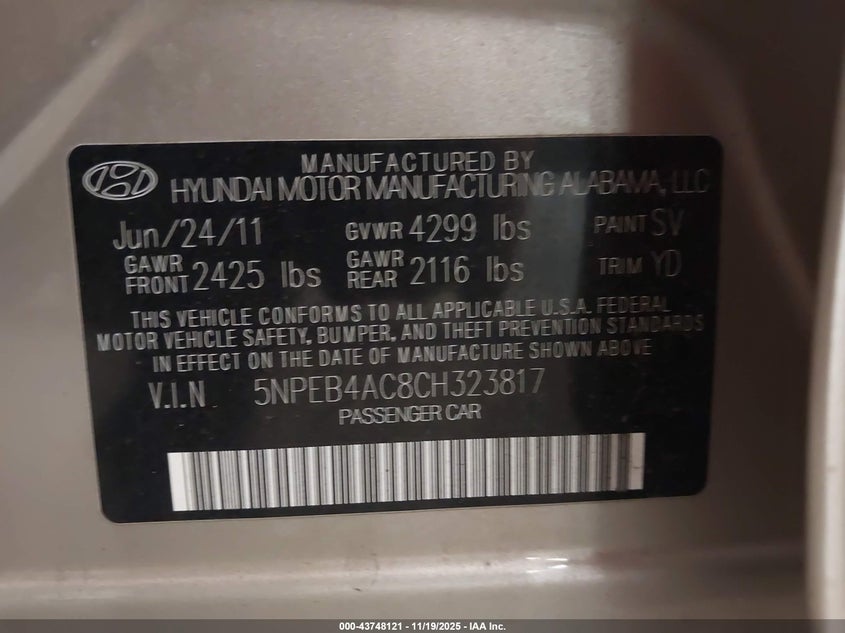 MANUFACTURED BY
HYUNDAI MOTOR MANUFACTURING ALABAMA, LLC
Jun/24/11 GVWR 4299 lbs PAINT SV
GAWR FRONT 2425 lbs GAWR REAR 2116 lbs TRIM YD
THIS VEHICLE CONFORMS TO ALL APPLICABLE U.S.A. FEDERAL
MOTOR VEHICLE SAFETY, BUMPER, AND THEFT PREVENTION STANDARDS
IN EFFECT ON THE DATE OF MANUFACTURE SHOWN ABOVE
V.I.N 5NPEB4AC8CH323817
PASSENGER CAR
000-43748121 - 11/19/2025 - IAA Inc.